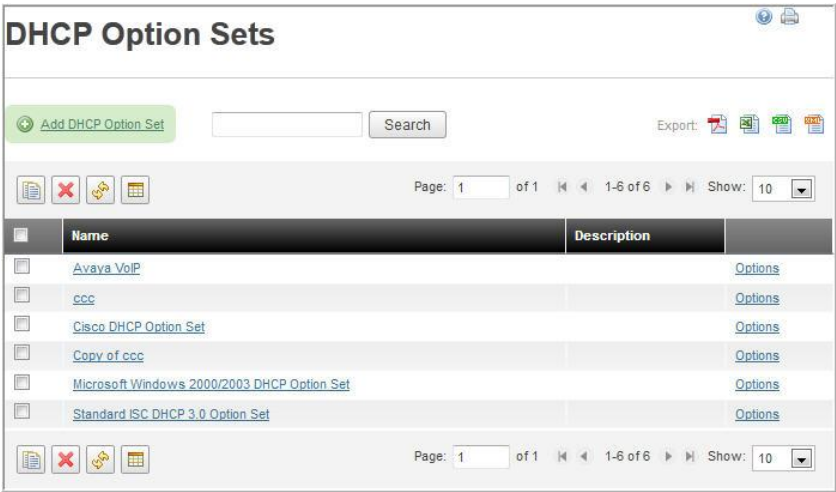 DHCP Option Sets
Add DHCP Option Set Search Export:
Page: 1 of 1 1-6 of 6 Show: 10
Name Description
Avaya VoIP Options
ccc Options
Cisco DHCP Option Set Options
Copy of ccc Options
Microsoft Windows 2000/2003 DHCP Option Set Options
Standard ISC DHCP 3.0 Option Set Options
Page: 1 of 1 1-6 of 6 Show: 10